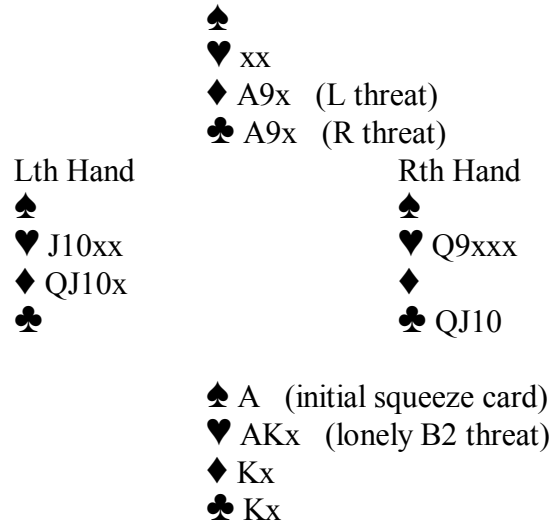 ♠
♥ xx
♦ A9x (L threat)
♣ A9x (R threat)
Lth Hand Rth Hand
♠ ♠
♥ J10xx ♥ Q9xxx
♦ QJ10x ♦
♣ ♣ QJ10
♠ A (initial squeeze card)
♥ AKx (lonely B2 threat)
♦ Kx
♣ Kx